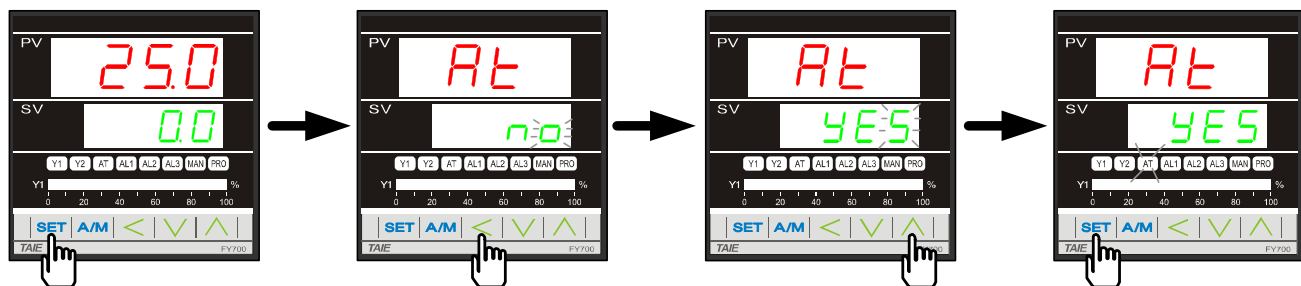 PV
25.0
SV
0.0
Y1 Y2 AT AL1 AL2 AL3 MAN PRO
Y1 %
0 20 40 60 80 100
SET A/M < ∨ ∧
TAIE FY700
PV
At
SV
no
Y1 Y2 AT AL1 AL2 AL3 MAN PRO
Y1 %
0 20 40 60 80 100
SET A/M < ∨ ∧
TAIE FY700
PV
At
SV
yES
Y1 Y2 AT AL1 AL2 AL3 MAN PRO
Y1 %
0 20 40 60 80 100
SET A/M < ∨ ∧
TAIE
PV
At
SV
yES
Y1 Y2 AT AL1 AL2 AL3 MAN PRO
Y1 %
0 20 40 60 80 100
SET A/M < ∨ ∧
TAIE FY700